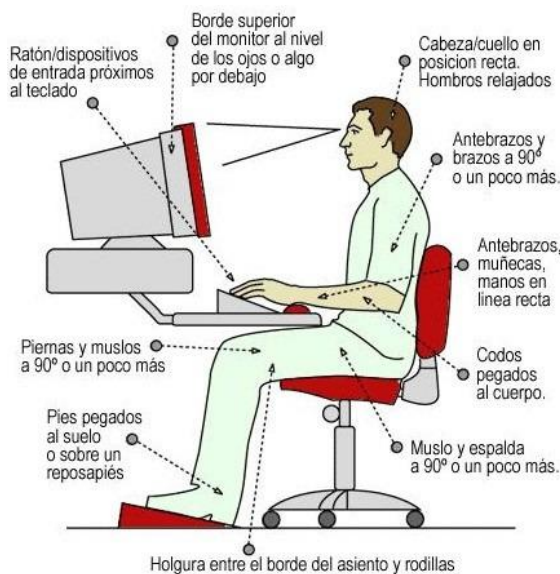 Ratón/dispositivos
de entrada próximos
al teclado
Borde superior
del monitor al nivel
de los ojos o algo
por debajo
Cabeza/cuello en
posicion recta.
Hombros relajados
Antebrazos y
brazos a 90º
o un poco más.
Antebrazos,
muñecas,
manos en
linea recta
Piernas y muslos
a 90º o un poco más
Codos
pegados
al cuerpo.
Pies pegados
al suelo
o sobre un
reposapiés
Muslo y espalda
a 90º o un poco más.
Holgura entre el borde del asiento y rodillas